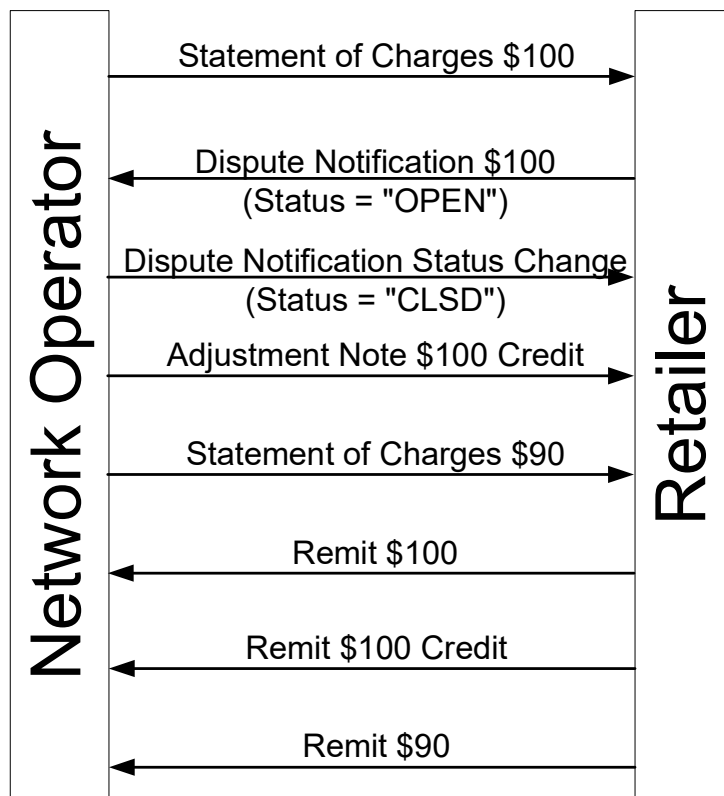 Network Operator
Statement of Charges $100
Dispute Notification $100
(Status = "OPEN")
Dispute Notification Status Change
(Status = "CLSD")
Adjustment Note $100 Credit
Statement of Charges $90
Remit $100
Remit $100 Credit
Remit $90
Retailer